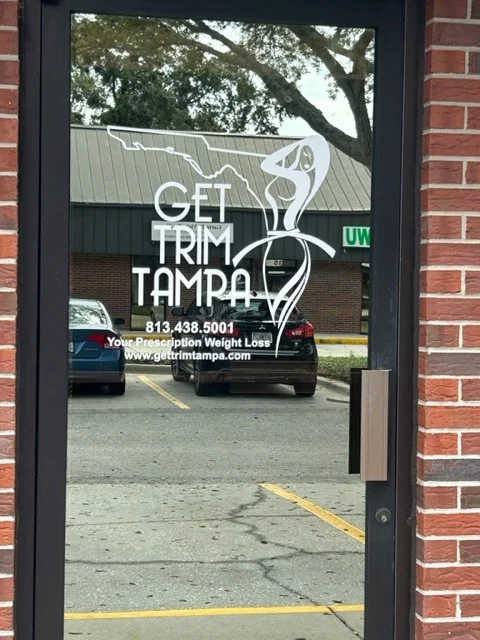 GET
TRIM
TAMPA
813.438.5001
Your Prescription Weight Loss
www.gettrimtampa.com
UW